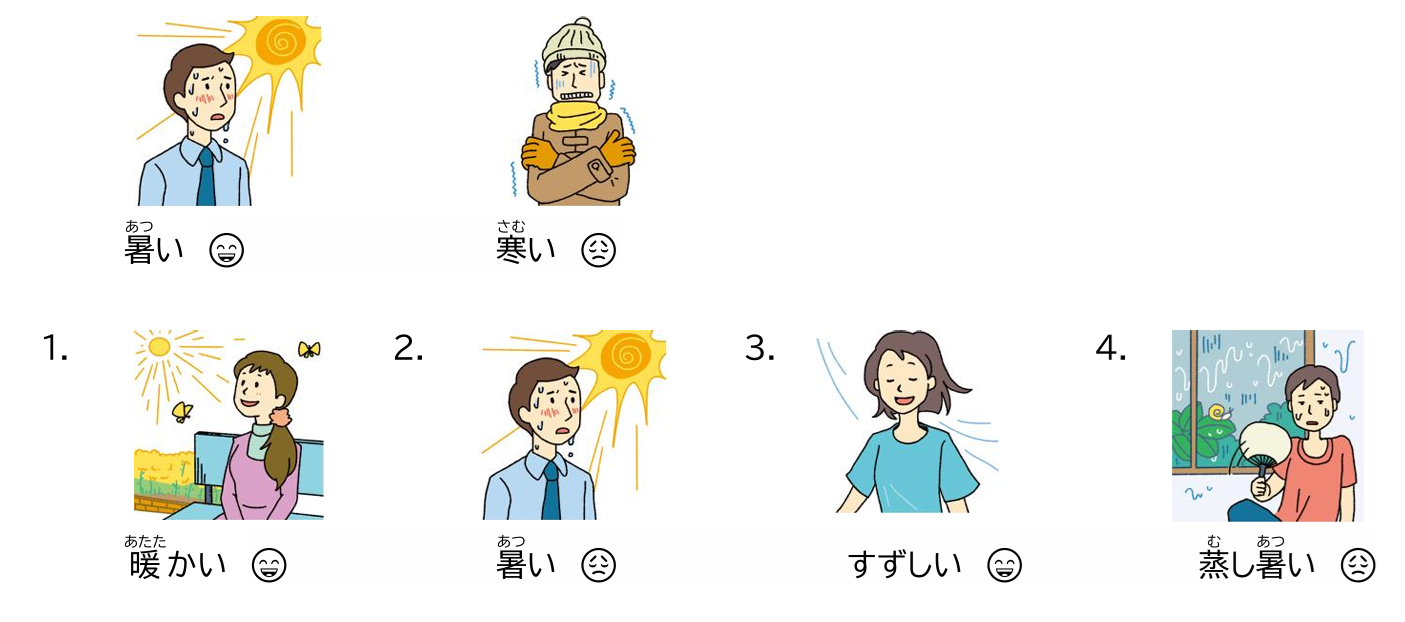 あつ さむ
暑い 寒い
1. 2. 3. 4.
あたた あつ む あつ
暖かい 暑い すずしい 蒸し暑い